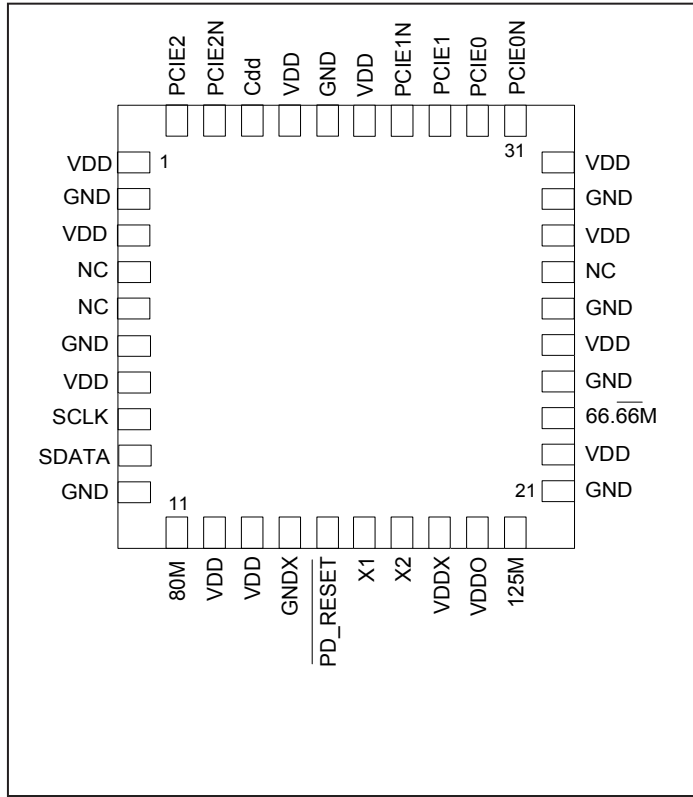 PCIE2
PCIE2N
Cdd
VDD
GND
VDD
PCIE1N
PCIE1
PCIE0
PCIE0N
31
VDD
1
GND
VDD
NC
NC
GND
VDD
SCLK
SDATA
GND
VDD
GND
VDD
NC
GND
VDD
GND
66.66M
VDD
21
GND
11
80M
VDD
VDD
GNDX
PD_RESET
X1
X2
VDDX
VDDO
125M